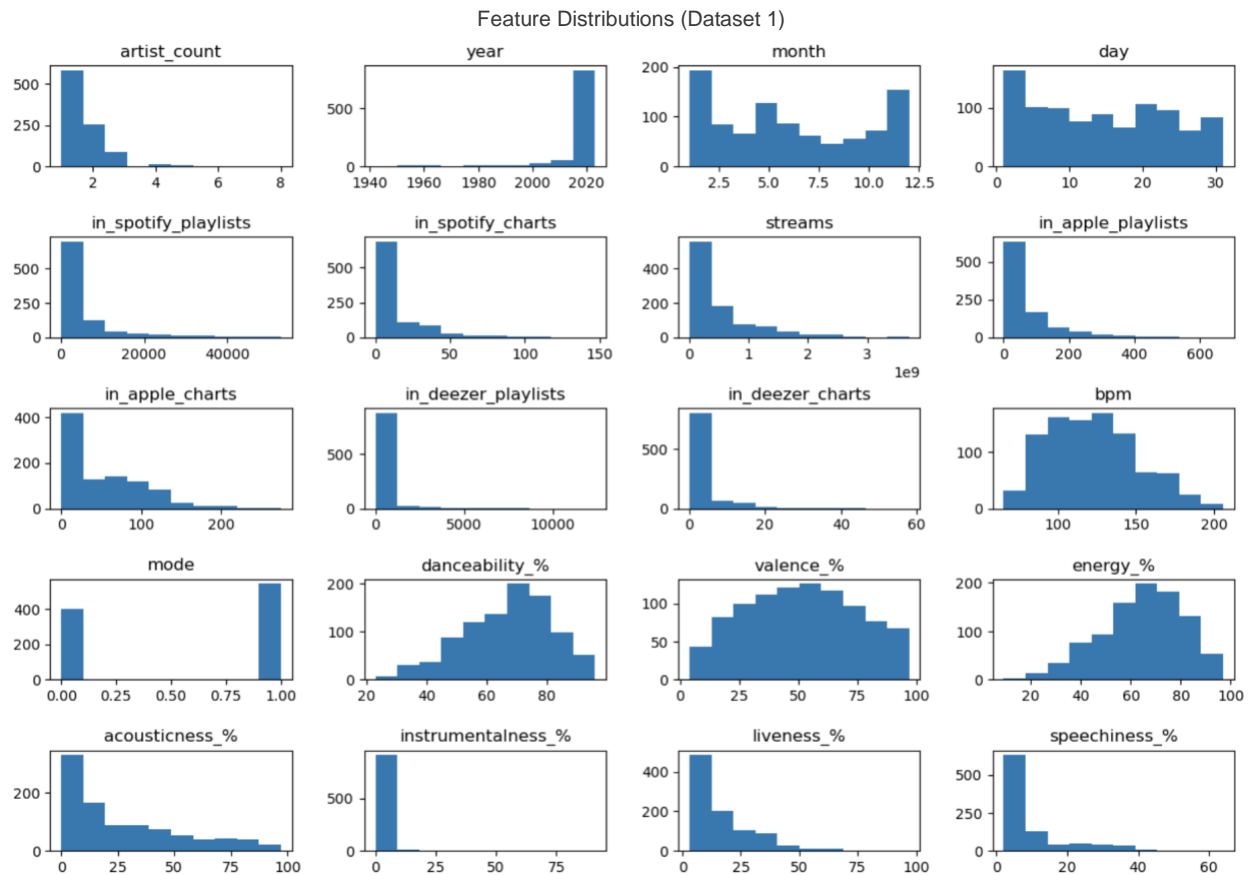 Feature Distributions (Dataset 1)
artist_count year month day
500 250 0 2 4 6 8
500 0 1940 1960 1980 2000 2020
200 100 0 2.5 5.0 7.5 10.0 12.5
100 0 0 10 20 30
in_spotify_playlists in_spotify_charts streams in_apple_playlists
500 250 0 0 20000 40000
500 250 0 0 50 100 150
400 200 0 0 1 2 3 1e9
500 250 0 0 200 400 600
in_apple_charts in_deezer_playlists in_deezer_charts bpm
400 200 0 0 100 200
500 0 0 5000 10000
500 0 0 20 40 60
100 0 100 150 200
mode danceability_% valence_% energy_%
400 200 0 0.00 0.25 0.50 0.75 1.00
200 100 0 20 40 60 80
100 50 0 0 25 50 75 100
200 100 0 20 40 60 80 100
acousticness_% instrumentalness_% liveness_% speechiness_%
200 0 0 25 50 75 100
500 0 0 25 50 75
400 200 0 0 25 50 75 100
500 250 0 0 20 40 60